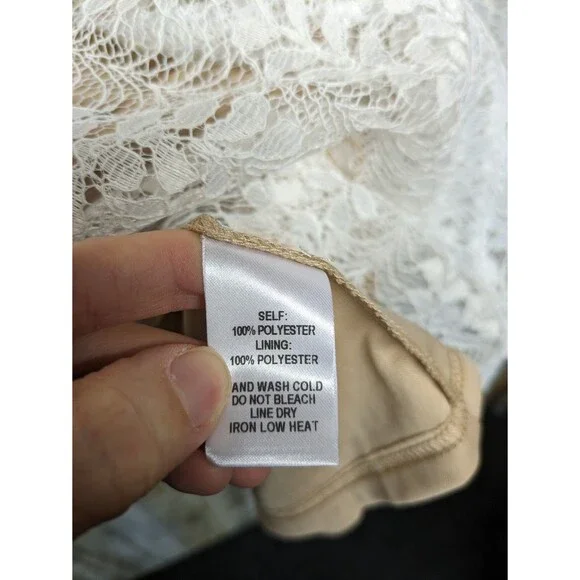 SELF:
100% POLYESTER
LINING:
100% POLYESTER
AND WASH COLD
DO NOT BLEACH
LINE DRY
IRON LOW HEAT